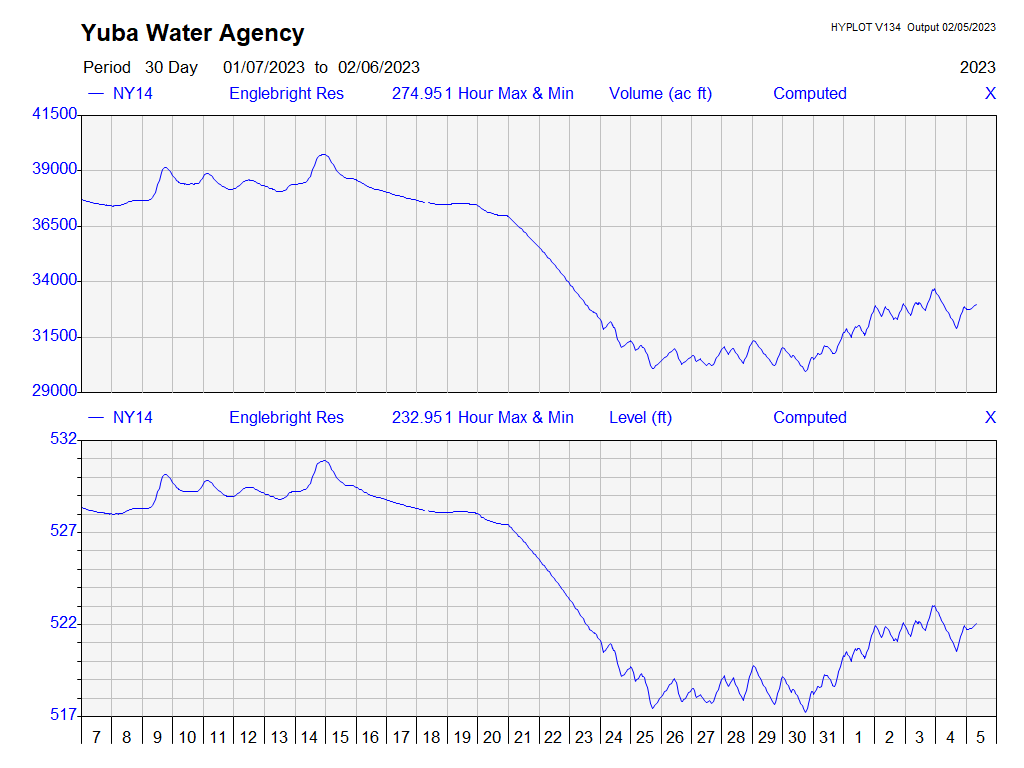 Yuba Water Agency
HYPLOT V134 Output 02/05/2023
Period 30 Day 01/07/2023 to 02/06/2023
2023
NY14 Englebright Res 274.951 Hour Max & Min Volume (ac ft) Computed X
41500
39000
36500
34000
31500
29000
NY14 Englebright Res 232.951 Hour Max & Min Level (ft) Computed X
532
527
522
517
7 8 9 10 11 12 13 14 15 16 17 18 19 20 21 22 23 24 25 26 27 28 29 30 31 1 2 3 4 5